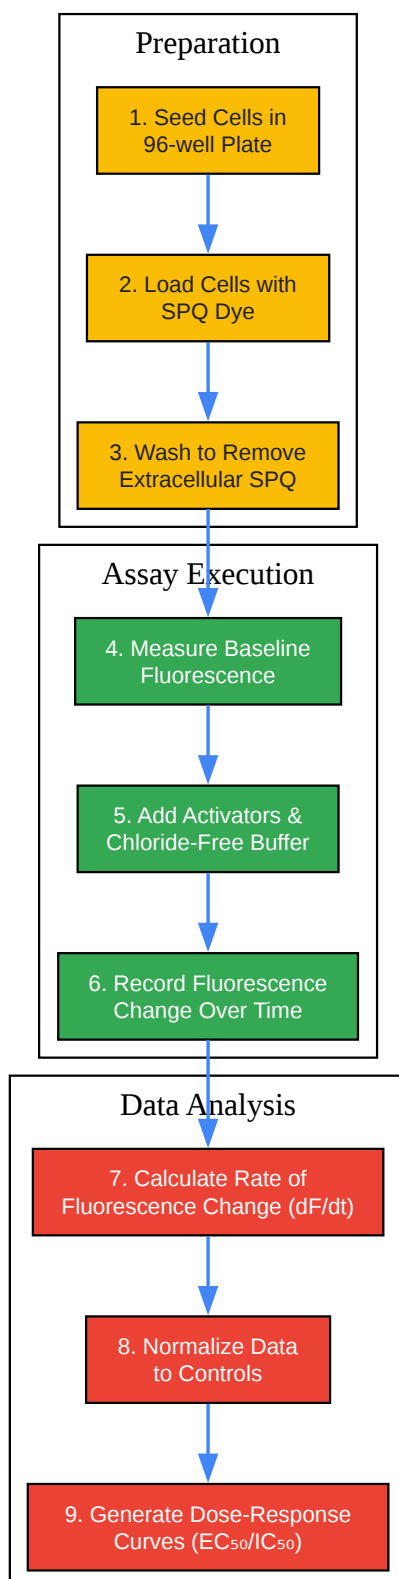 Preparation
1. Seed Cells in
96-well Plate
2. Load Cells with
SPQ Dye
3. Wash to Remove
Extracellular SPQ
Assay Execution
4. Measure Baseline
Fluorescence
5. Add Activators &
Chloride-Free Buffer
6. Record Fluorescence
Change Over Time
Data Analysis
7. Calculate Rate of
Fluorescence Change (dF/dt)
8. Normalize Data
to Controls
9. Generate Dose-Response
Curves (EC₅₀/IC₅₀)